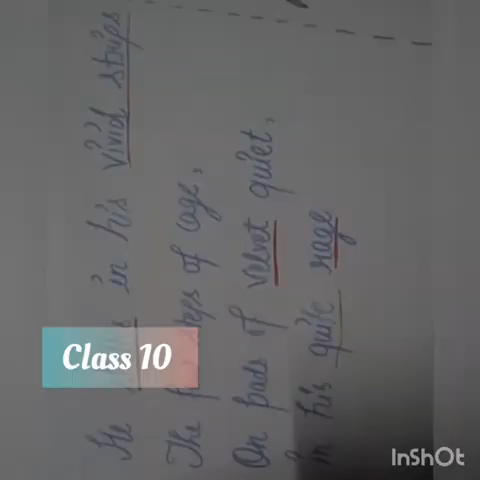 He in his vivid strips
The of cage,
On pads of velvet quiet,
in his quite rage
Class 10
InShOt